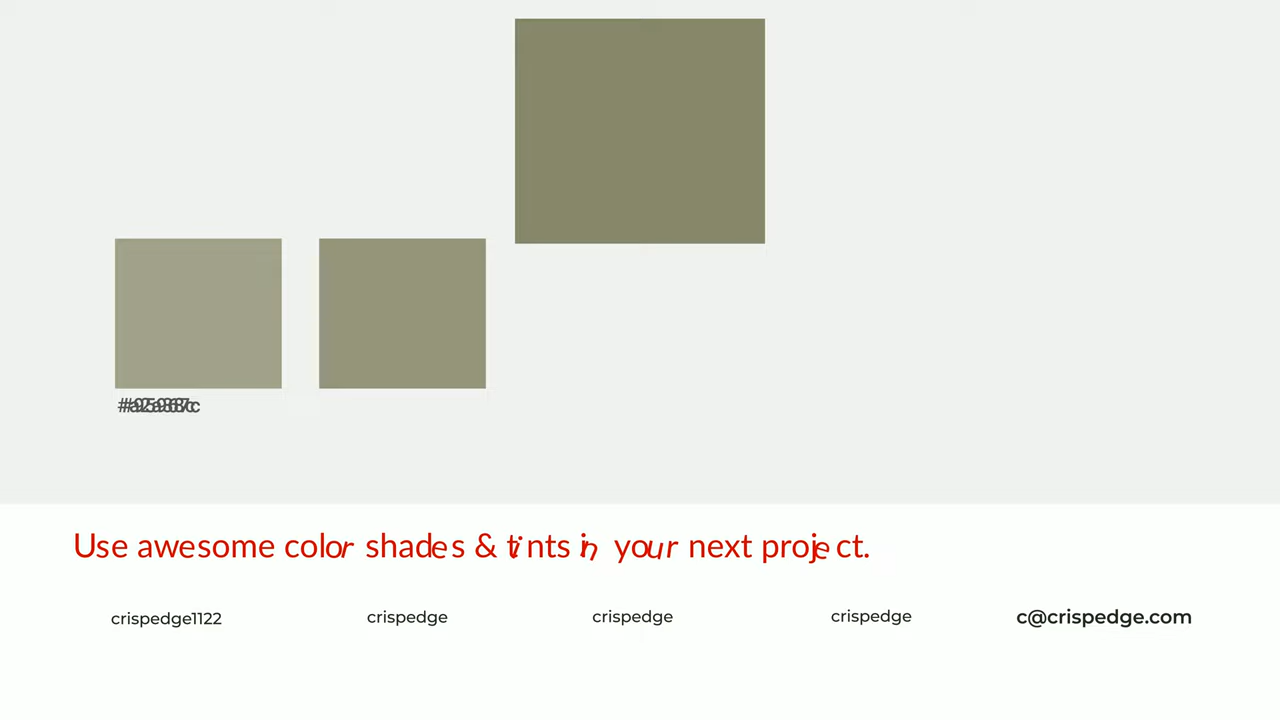 Use awesome color shades & tints in your next project.
crispedge1122 crispedge crispedge crispedge c@crispedge.com